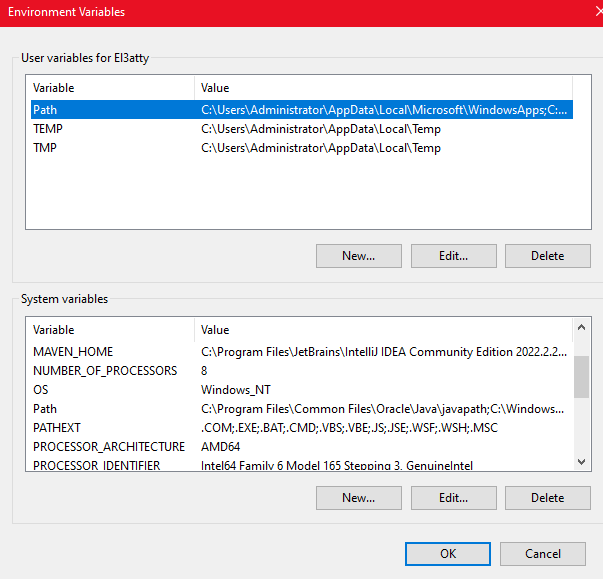 Environment Variables
User variables for El3atty
Variable Value
Path C:\Users\Administrator\AppData\Local\Microsoft\WindowsApps;C:...
TEMP C:\Users\Administrator\AppData\Local\Temp
TMP C:\Users\Administrator\AppData\Local\Temp
New... Edit... Delete
System variables
Variable Value
MAVEN_HOME C:\Program Files\JetBrains\IntelliJ IDEA Community Edition 2022.2.2...
NUMBER_OF_PROCESSORS 8
OS Windows_NT
Path C:\Program Files\Common Files\Oracle\Java\javapath;C:\Windows...
PATHEXT .COM;.EXE;.BAT;.CMD;.VBS;.VBE;.JS;.JSE;.WSF;.WSH;.MSC
PROCESSOR_ARCHITECTURE AMD64
PROCESSOR_IDENTIFIER Intel64 Family 6 Model 165 Stepping 3, GenuineIntel
New... Edit... Delete
OK Cancel